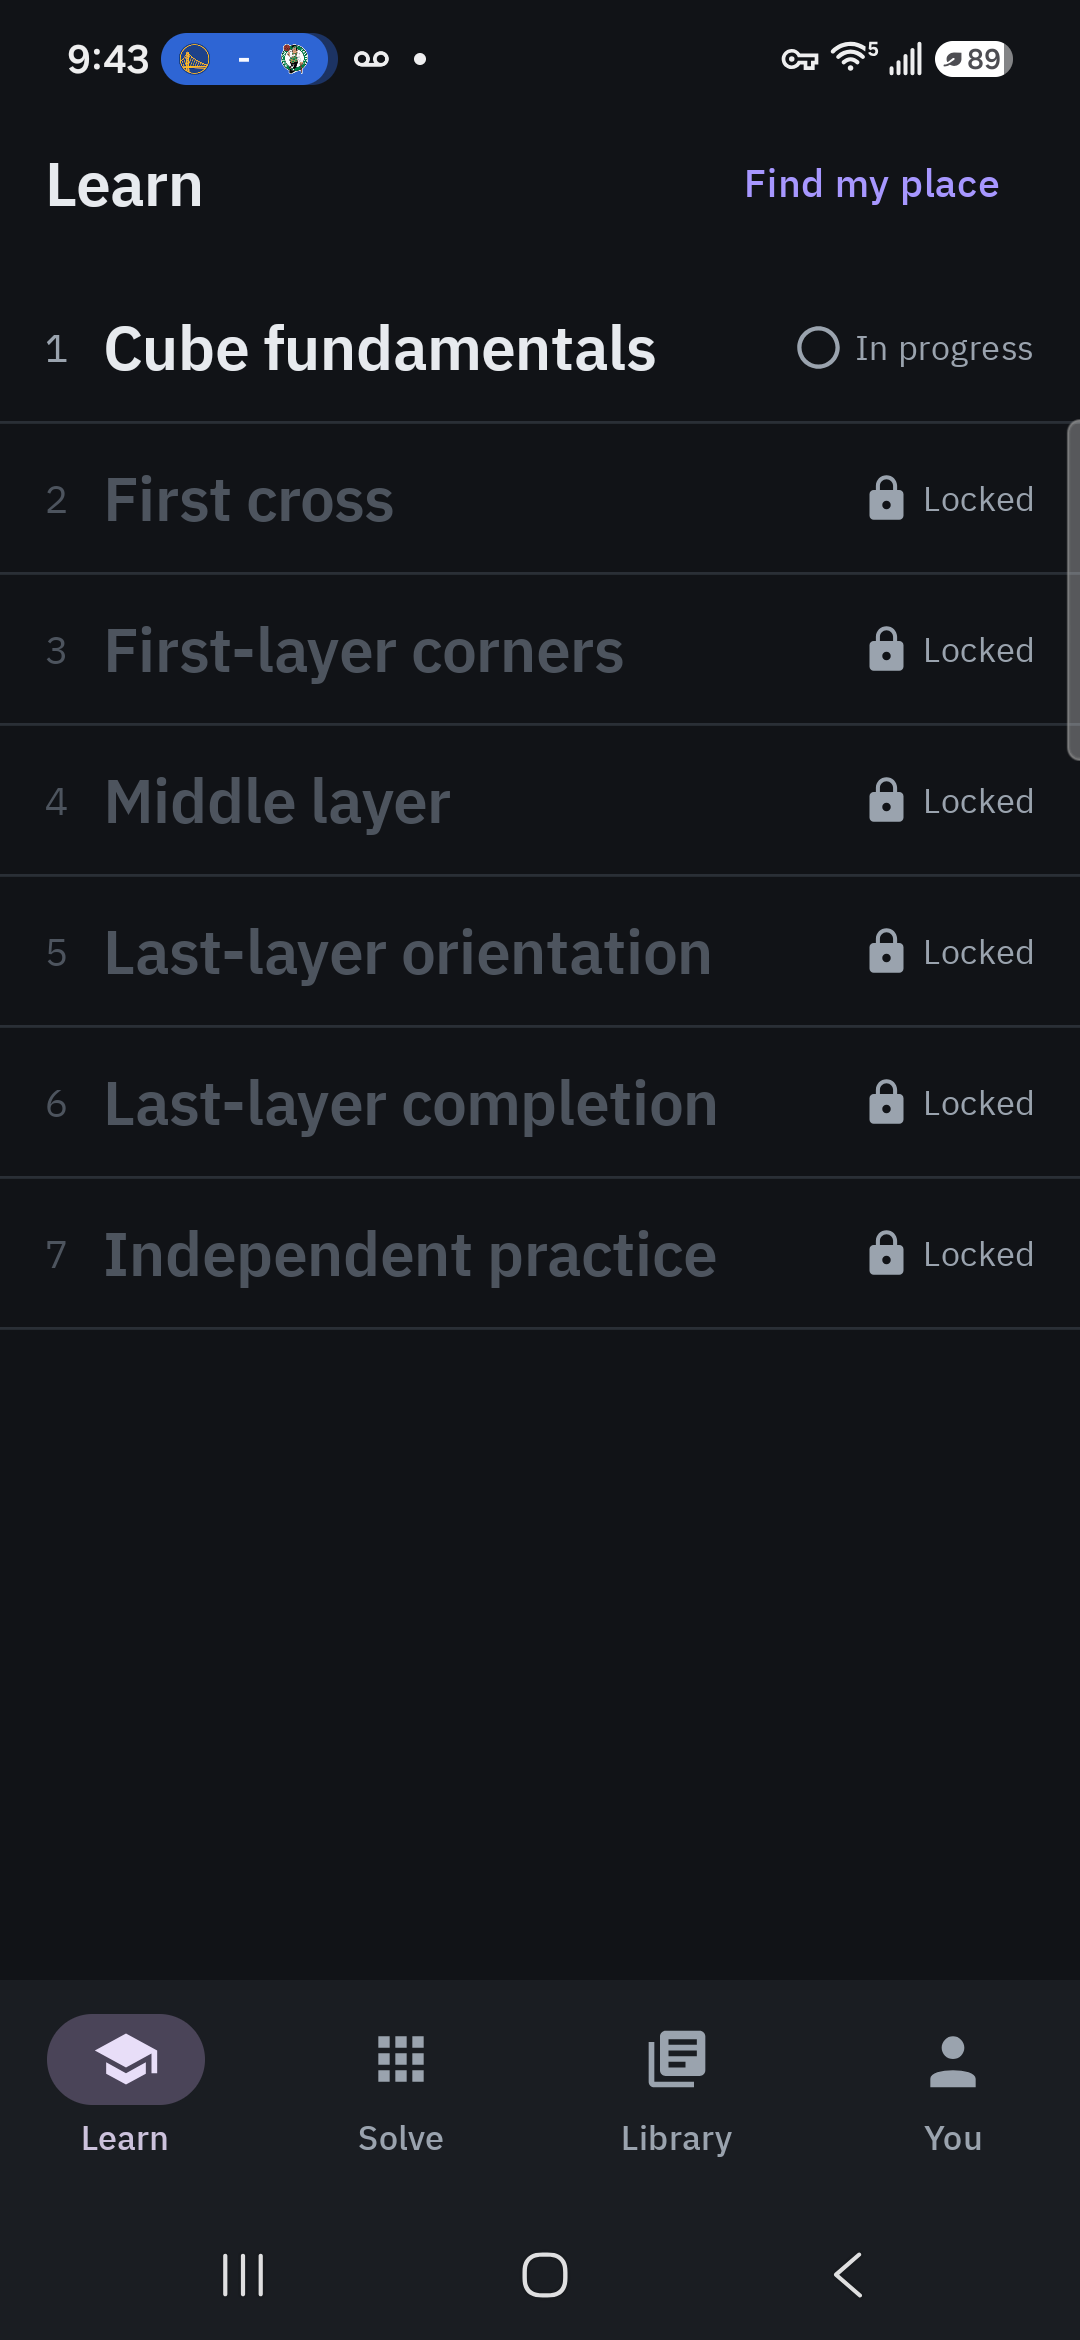 9:43 - 5 89
Learn Find my place
1 Cube fundamentals In progress
2 First cross Locked
3 First-layer corners Locked
4 Middle layer Locked
5 Last-layer orientation Locked
6 Last-layer completion Locked
7 Independent practice Locked
Learn Solve Library You